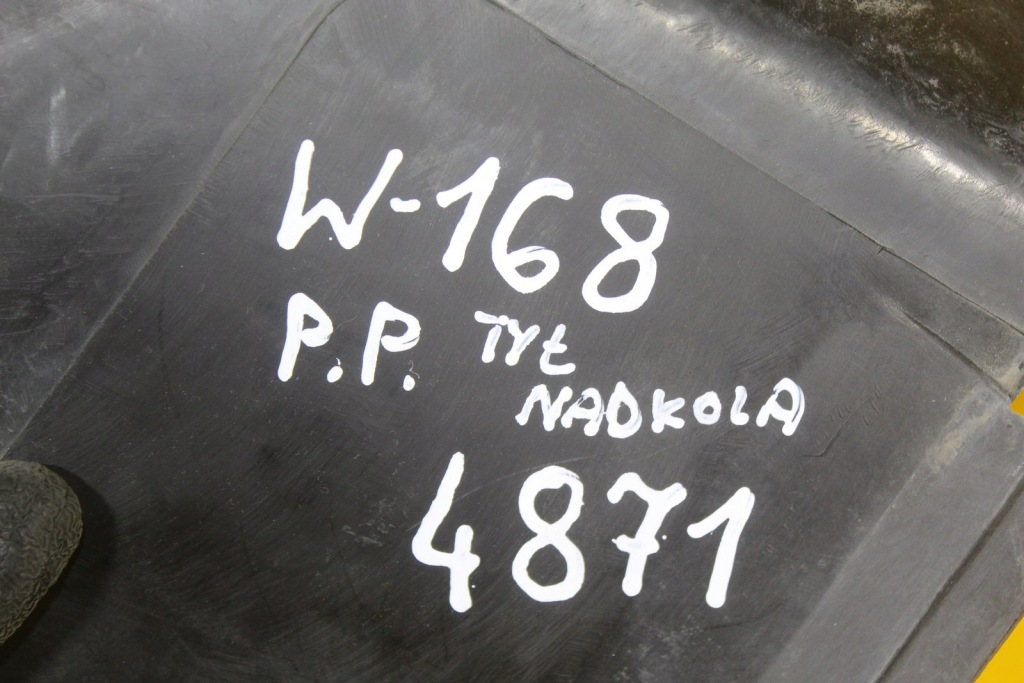 W-168
P.P. TYŁ
NADKOLA
4871